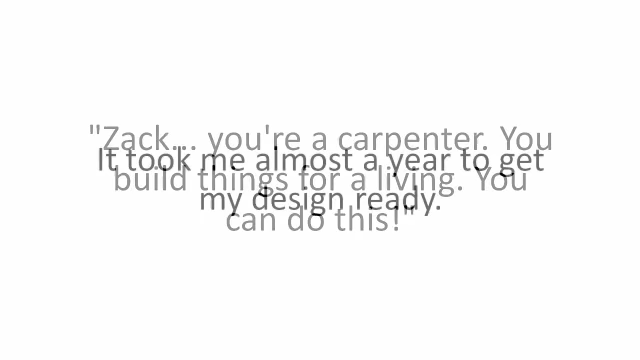 "Zack... you're a carpenter. You
build things for a living. You
can do this!"
It took me almost a year to get
my design ready.